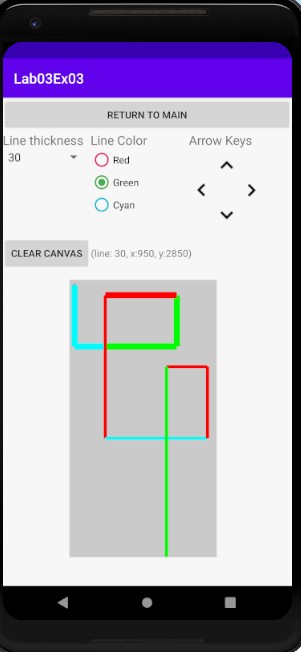 Lab03Ex03
RETURN TO MAIN
Line thickness Line Color Arrow Keys
30
Red
Green
Cyan
CLEAR CANVAS (line: 30, x:950, y:2850)